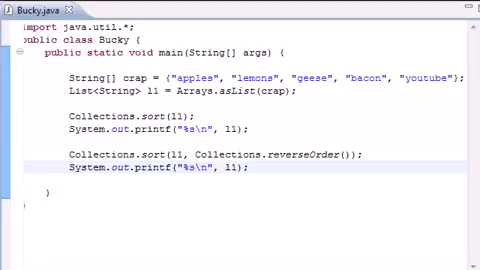 Bucky.java
import java.util.*;
public class Bucky {
public static void main(String[] args) {
String[] crap = {"apples", "lemons", "geese", "bacon", "youtube"};
List<String> l1 = Arrays.asList(crap);
Collections.sort(l1);
System.out.printf("%s\n", l1);
Collections.sort(l1, Collections.reverseOrder());
System.out.printf("%s\n", l1);
}
}